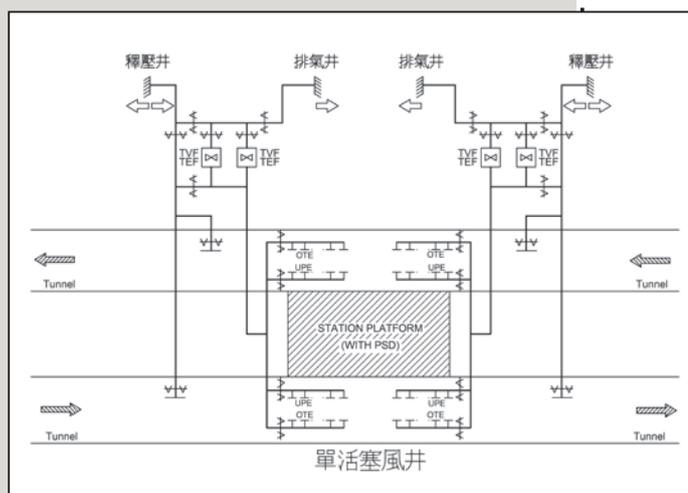 釋壓井 排氣井 排氣井 釋壓井
TVF TVF TVF TVF
TEF TEF TEF TEF
OTE OTE
UPE UPE
Tunnel Tunnel
STATION PLATFORM
(WITH PSD)
UPE UPE
OTE OTE
Tunnel Tunnel
單活塞風井